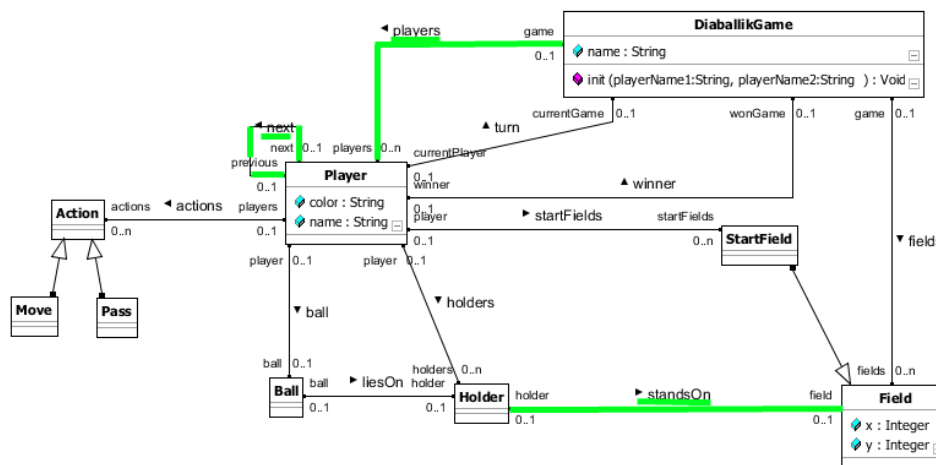 DiaballikGame
name : String
init (playerName1:String, playerName2:String ) : Void
players
game
0..1
currentGame
0..1
wonGame
0..1
game
0..1
turn
next
next
0..1
previous
0..1
players
0..n
currentPlayer
0..1
winner
0..1
winner
Player
color : String
name : String
player
0..1
startFields
startFields
0..n
StartField
Action
actions
0..n
actions
players
0..1
player
0..1
player
0..1
fields
Move
Pass
ball
holders
ball
0..1
holders
0..n
fields
0..n
Ball
ball
0..1
liesOn
holder
0..1
Holder
holder
0..1
standsOn
field
0..1
Field
x : Integer
y : Integer